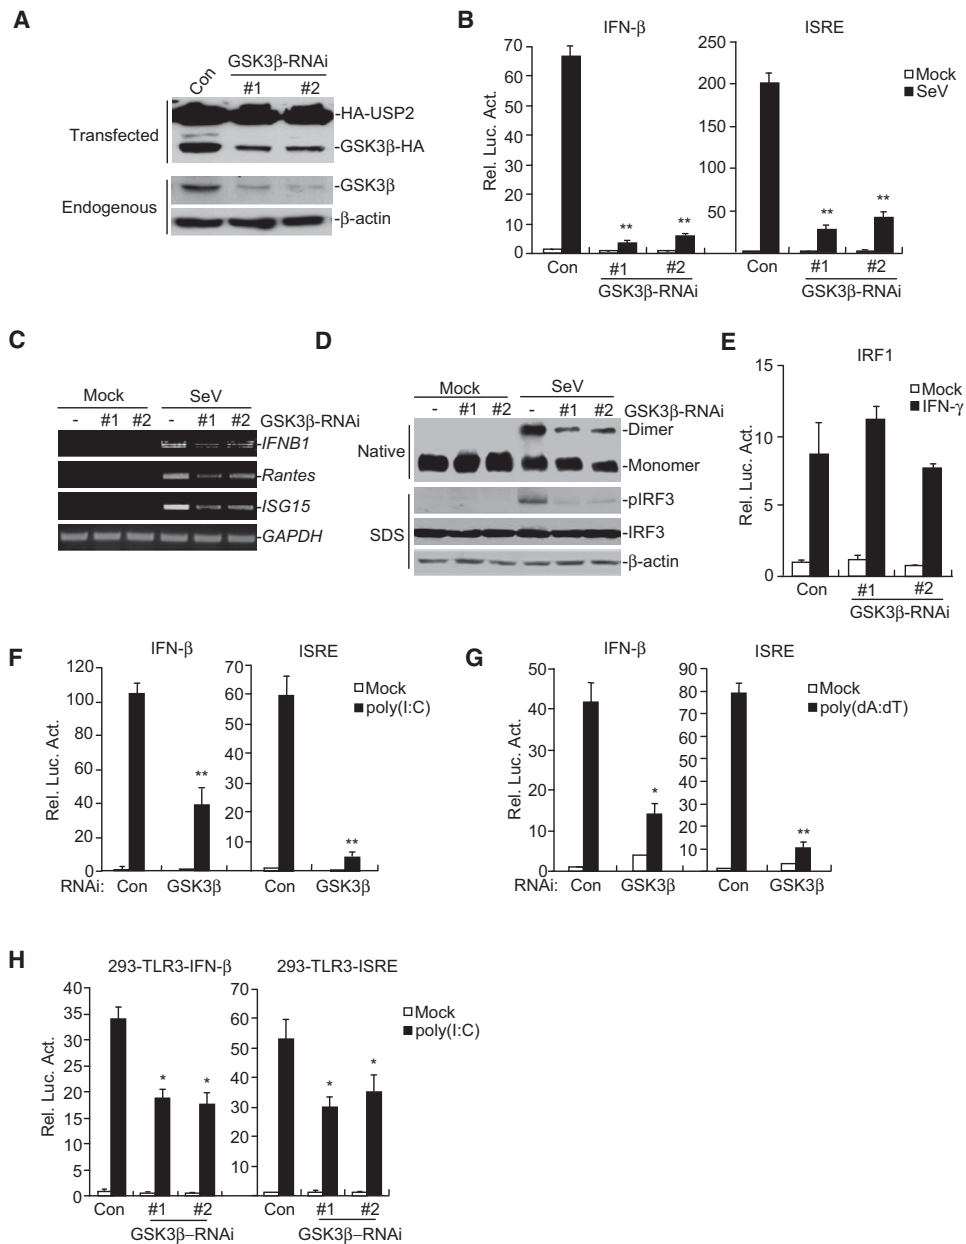 A
Con
GSK3β-RNAi
#1 #2
Transfected
-HA-USP2
-GSK3β-HA
Endogenous
-GSK3β
-β-actin
B
IFN-β
ISRE
Rel. Luc. Act.
70
60
50
40
30
20
10
0
250
200
150
200
50
** **
** **
Mock
SeV
Con #1 #2
GSK3β-RNAi
Con #1 #2
GSK3β-RNAi
C
Mock SeV
- #1 #2 - #1 #2 GSK3β-RNAi
-IFNB1
-Rantes
-ISG15
-GAPDH
D
Mock SeV
- #1 #2 - #1 #2 GSK3β-RNAi
Native
-Dimer
-Monomer
SDS
-pIRF3
-IRF3
-β-actin
E
IRF1
Rel. Luc. Act.
15
10
5
0
Mock
IFN-γ
Con #1 #2
GSK3β-RNAi
F
IFN-β
ISRE
Rel. Luc. Act.
120
100
80
60
40
20
0
70
60
50
40
30
20
10
**
**
Mock
poly(I:C)
RNAi: Con GSK3β Con GSK3β
G
IFN-β
ISRE
Rel. Luc. Act.
50
40
30
20
10
0
90
80
70
60
50
40
30
20
10
*
**
Mock
poly(dA:dT)
RNAi: Con GSK3β Con GSK3β
H
293-TLR3-IFN-β
293-TLR3-ISRE
Rel. Luc. Act.
40
35
30
25
20
15
10
5
0
70
60
50
40
30
20
10
* *
* *
Mock
poly(I:C)
Con #1 #2
GSK3β–RNAi
Con #1 #2
GSK3β–RNAi